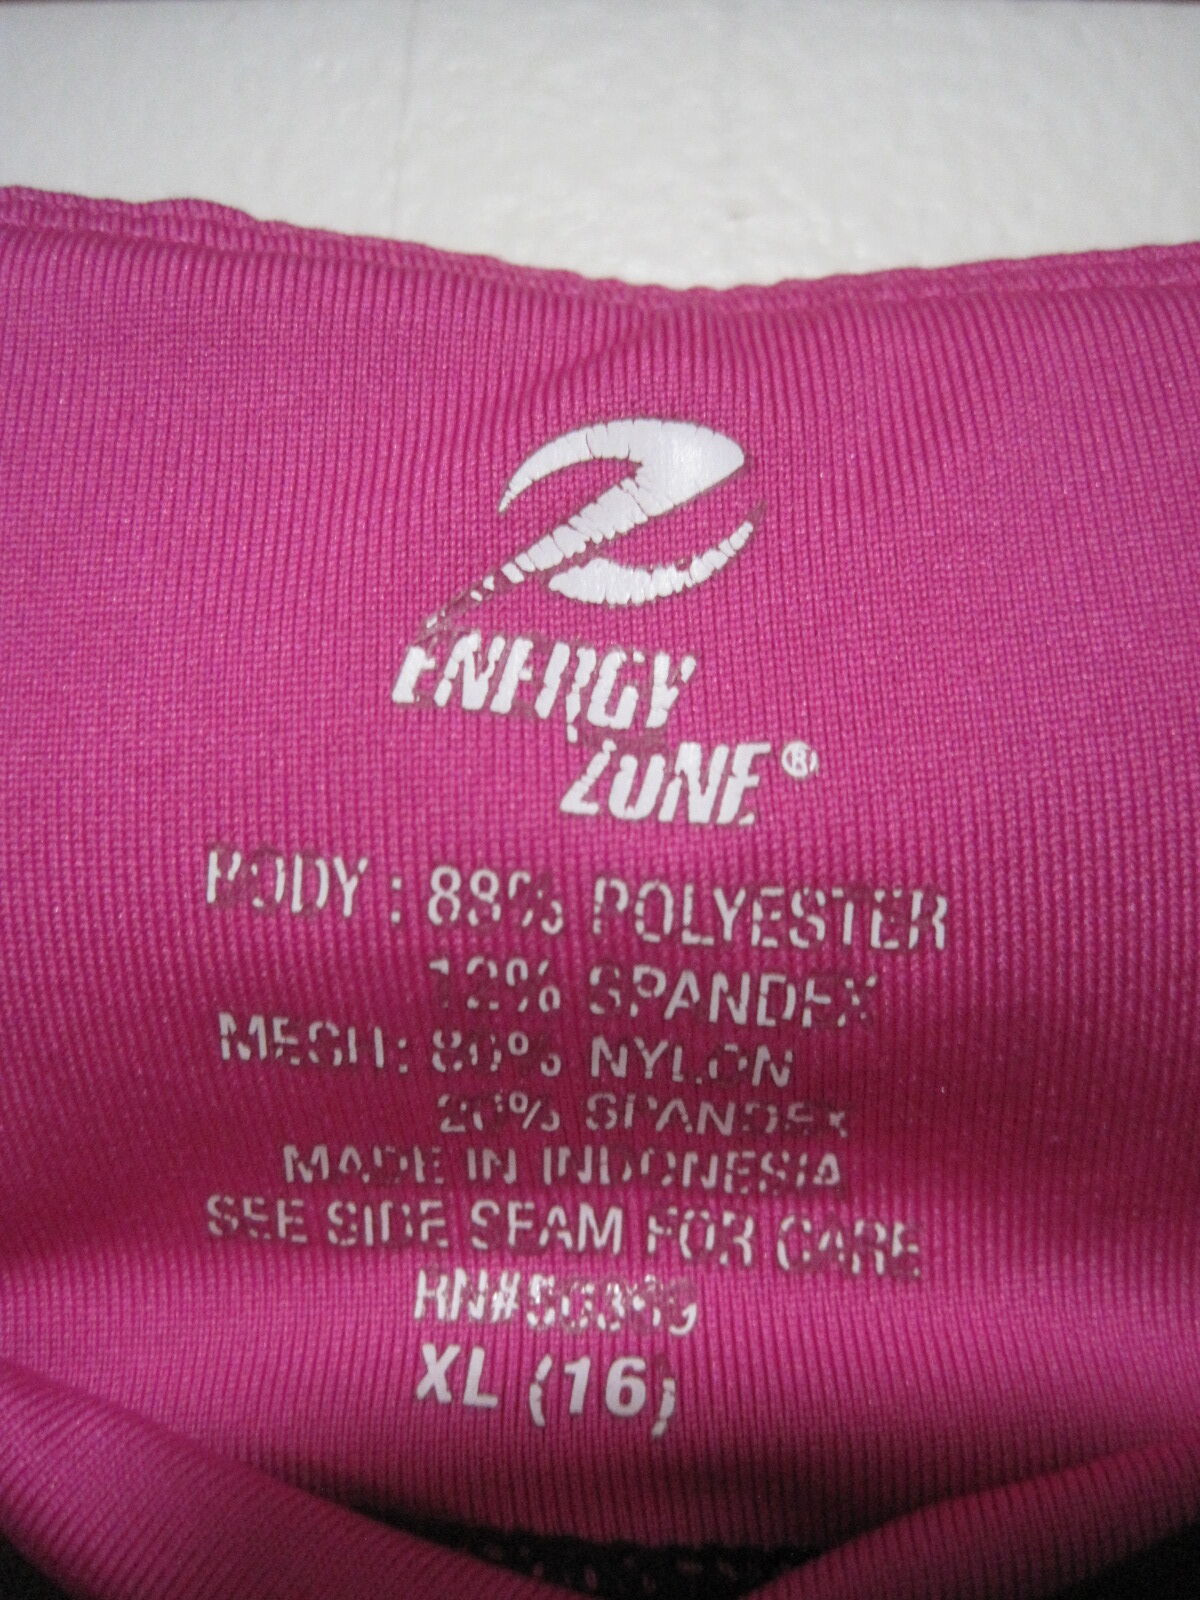 ENERGY
ZONE®
BODY : 88% POLYESTER
12% SPANDEX
MESH : 80% NYLON
20% SPANDEX
MADE IN INDONESIA
SEE SIDE SEAM FOR CARE
XL (16)